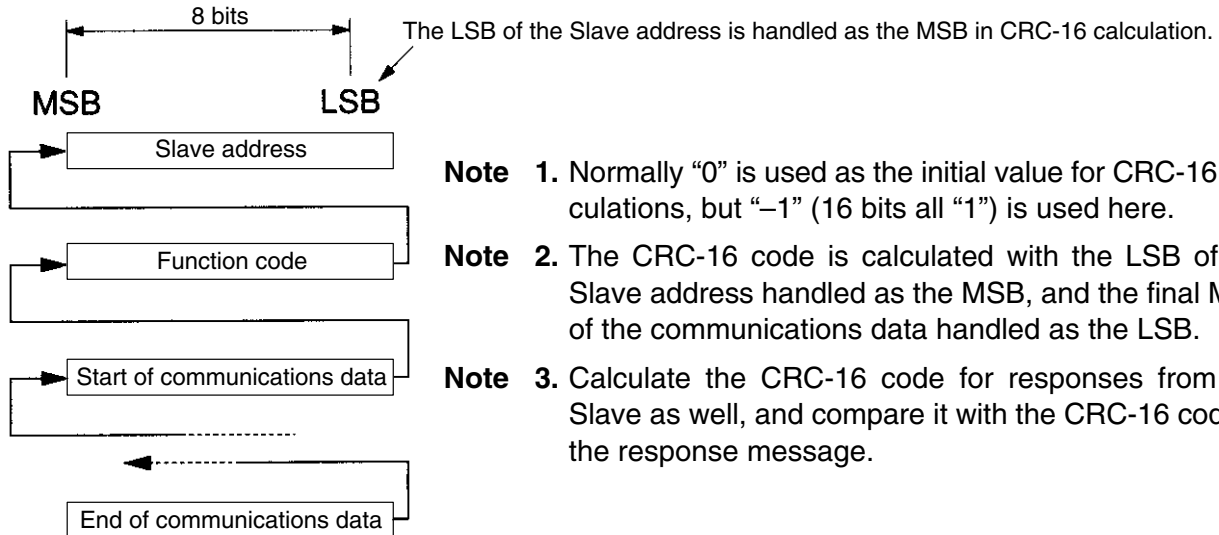 8 bits
The LSB of the Slave address is handled as the MSB in CRC-16 calculation.
MSB
LSB
Slave address
Function code
Start of communications data
End of communications data
Note 1. Normally “0” is used as the initial value for CRC-16
culations, but “–1” (16 bits all “1”) is used here.
Note 2. The CRC-16 code is calculated with the LSB of
Slave address handled as the MSB, and the final
of the communications data handled as the LSB.
Note 3. Calculate the CRC-16 code for responses from
Slave as well, and compare it with the CRC-16
the response message.